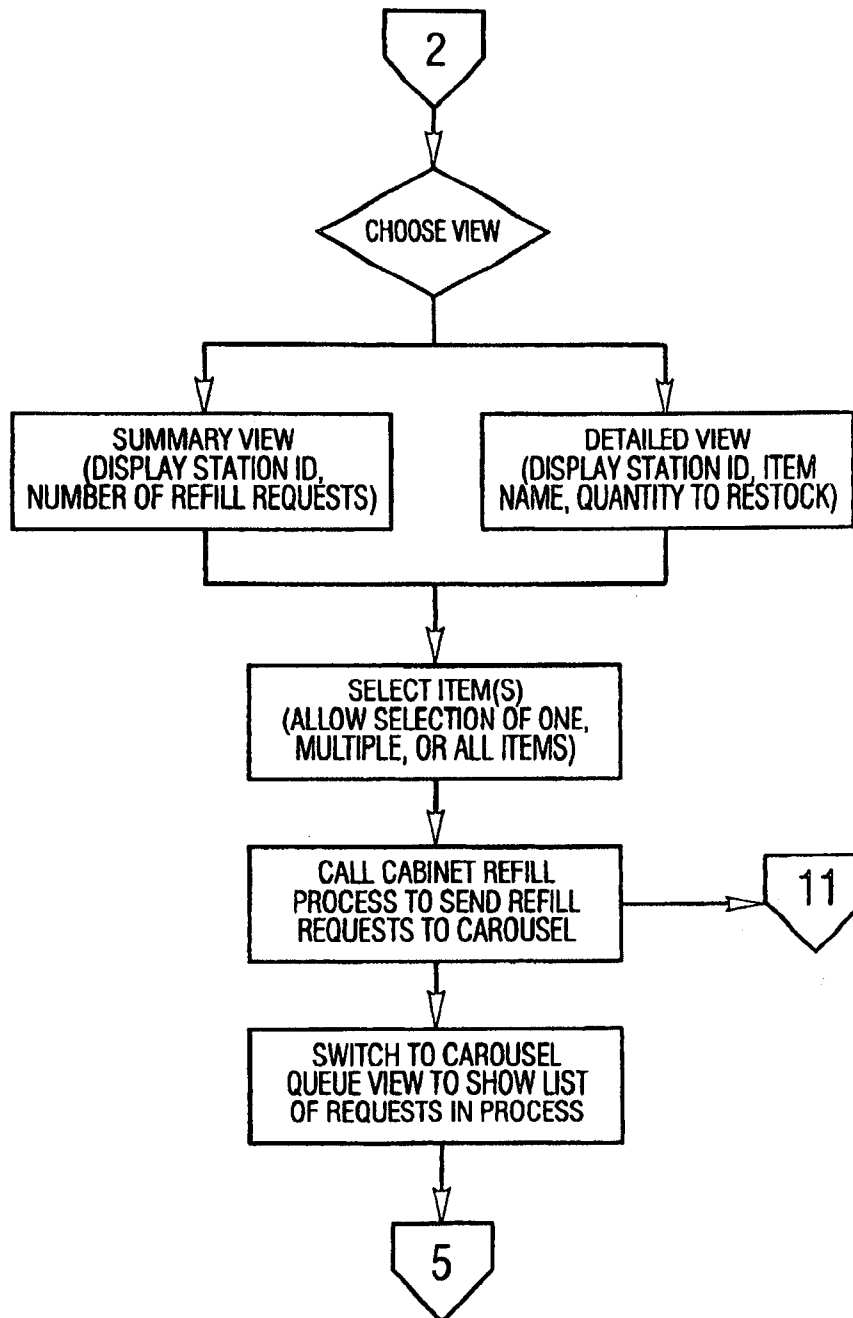 2
CHOOSE VIEW
SUMMARY VIEW
(DISPLAY STATION ID,
NUMBER OF REFILL REQUESTS)
DETAILED VIEW
(DISPLAY STATION ID, ITEM
NAME, QUANTITY TO RESTOCK)
SELECT ITEM(S)
(ALLOW SELECTION OF ONE,
MULTIPLE, OR ALL ITEMS)
CALL CABINET REFILL
PROCESS TO SEND REFILL
REQUESTS TO CAROUSEL
11
SWITCH TO CAROUSEL
QUEUE VIEW TO SHOW LIST
OF REQUESTS IN PROCESS
5